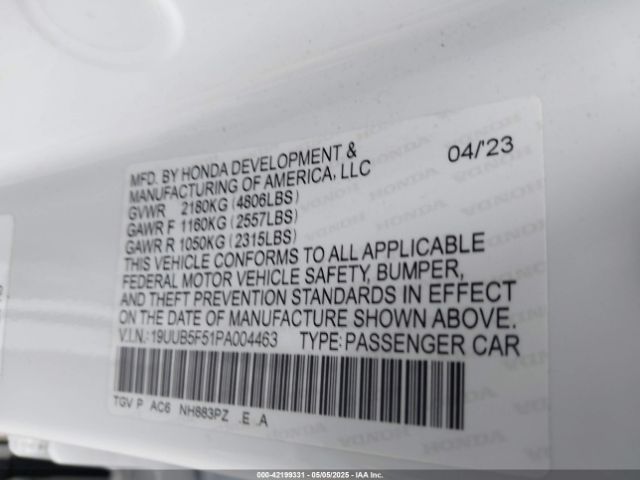 MFD. BY HONDA DEVELOPMENT & 04/'23
MANUFACTURING OF AMERICA, LLC
GVWR 2180KG (4806LBS)
GAWR F 1160KG (2557LBS)
GAWR R 1050KG (2315LBS)
THIS VEHICLE CONFORMS TO ALL APPLICABLE
FEDERAL MOTOR VEHICLE SAFETY, BUMPER,
AND THEFT PREVENTION STANDARDS IN EFFECT
ON THE DATE OF MANUFACTURE SHOWN ABOVE.
V.I.N.: 19UUB5F51PA004463 TYPE: PASSENGER CAR
TGV P AC6 NH883PZ .E .A
000-42199331 - 05/05/2025 - IAA Inc.